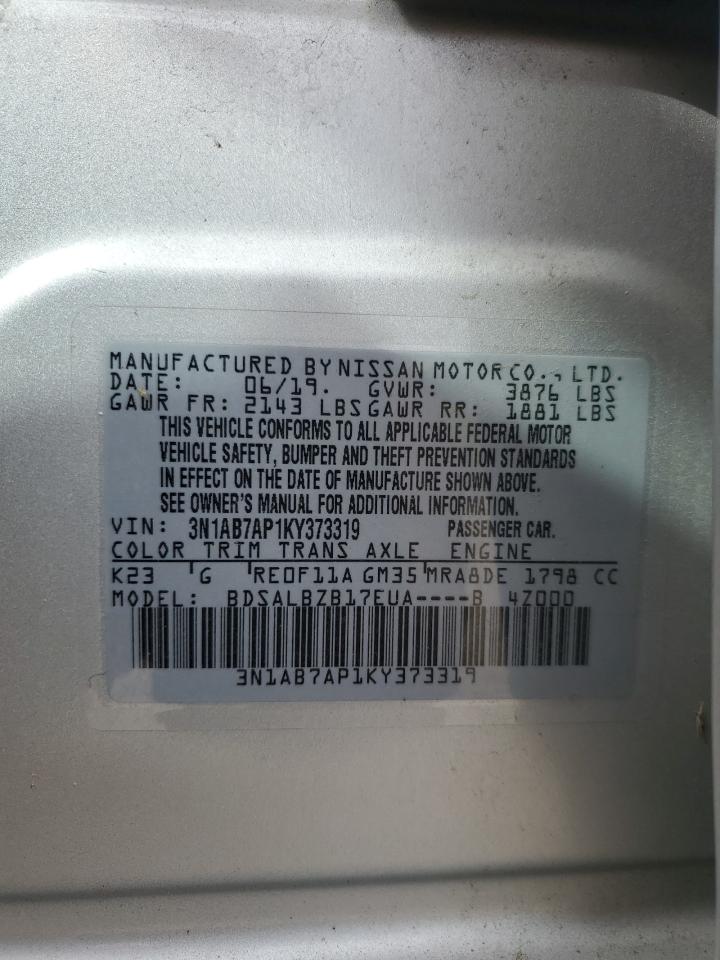 MANUFACTURED BY NISSAN MOTOR CO., LTD.
DATE: 06/19. GVWR: 3876 LBS
GAWR FR: 2143 LBS GAWR RR: 1881 LBS
THIS VEHICLE CONFORMS TO ALL APPLICABLE FEDERAL MOTOR
VEHICLE SAFETY, BUMPER AND THEFT PREVENTION STANDARDS
IN EFFECT ON THE DATE OF MANUFACTURE SHOWN ABOVE.
SEE OWNER'S MANUAL FOR ADDITIONAL INFORMATION.
VIN: 3N1AB7AP1KY373319 PASSENGER CAR.
COLOR TRIM TRANS AXLE ENGINE
K23 G RE0F11A GM35 MRA8DE 1798 CC
MODEL: BDSALBZB17EUA----B 4Z000
3N1AB7AP1KY373319